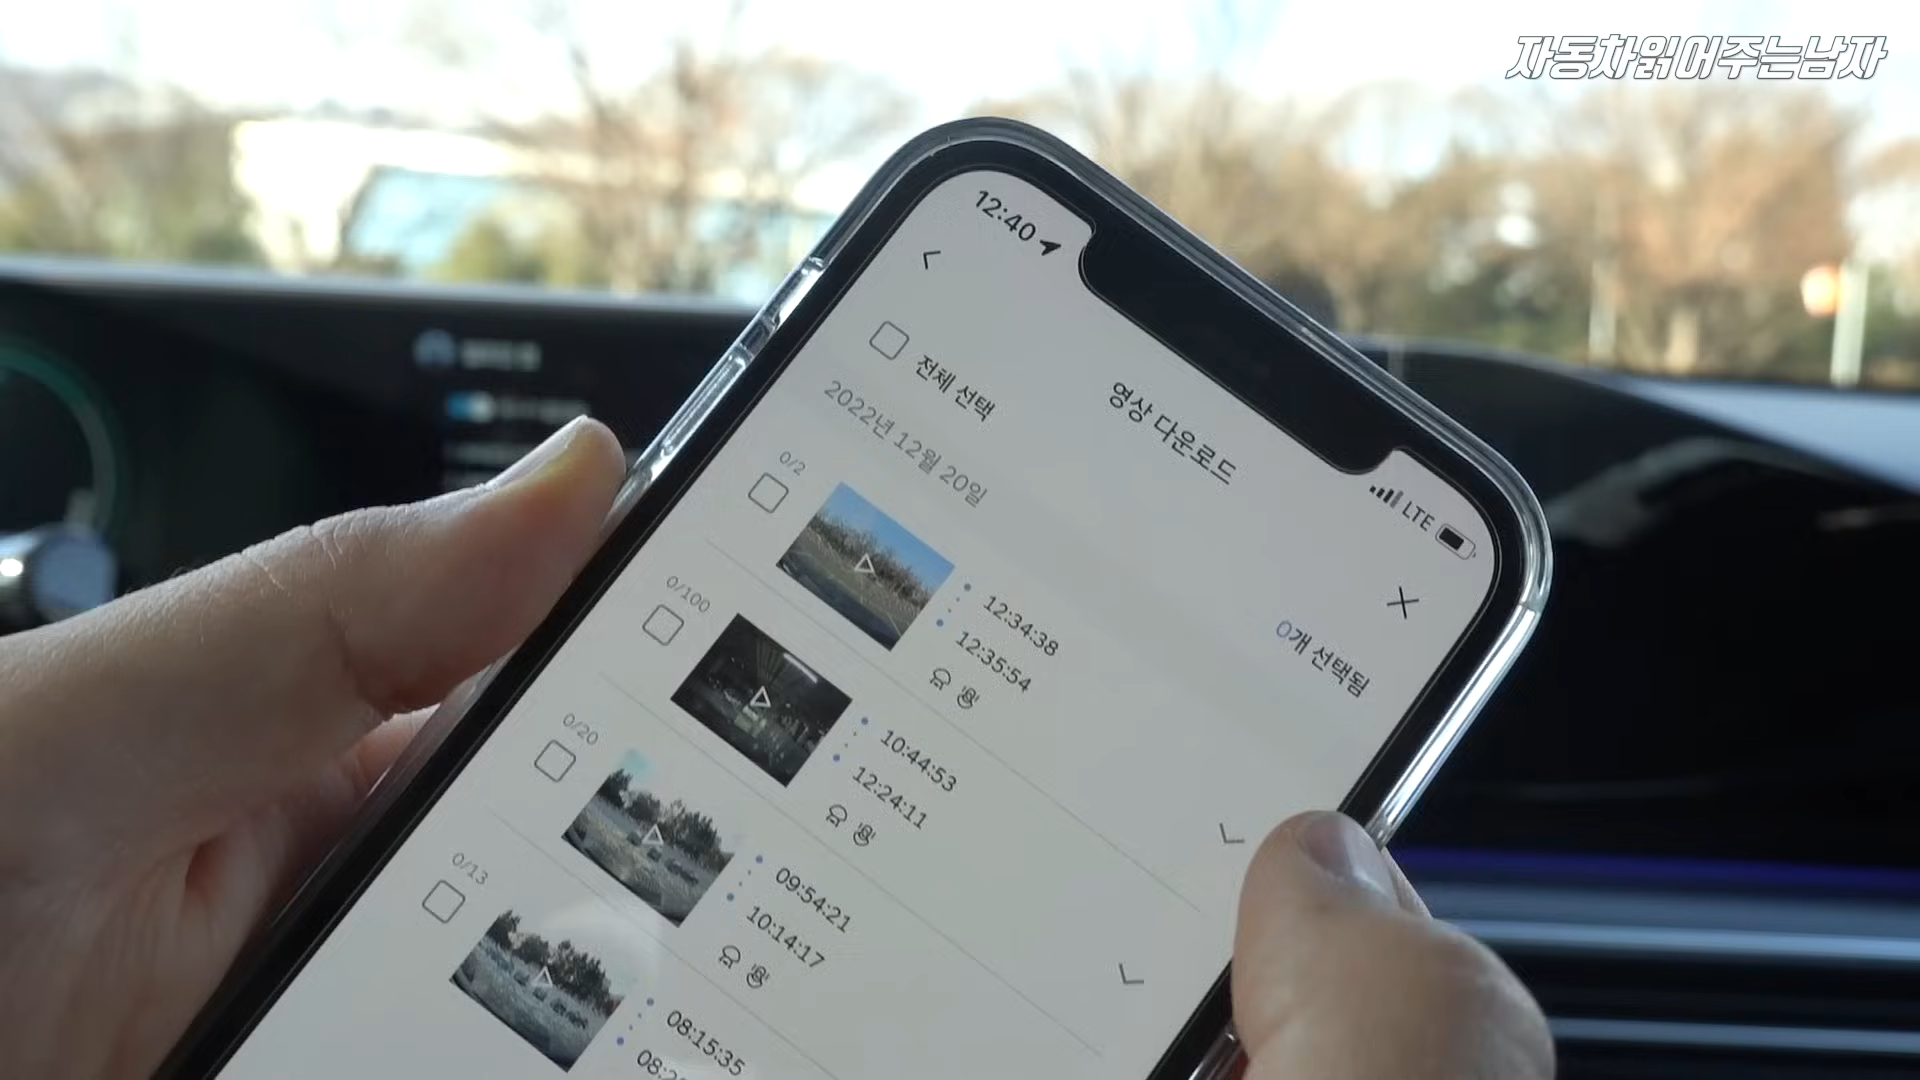 자동차읽어주는남자
12:40
LTE
영상 다운로드
전체 선택
0개 선택됨
2022년 12월 20일
0/2
12:34:38
12:35:54
0/100
10:44:53
12:24:11
0/20
09:54:21
10:14:17
0/13
08:15:35